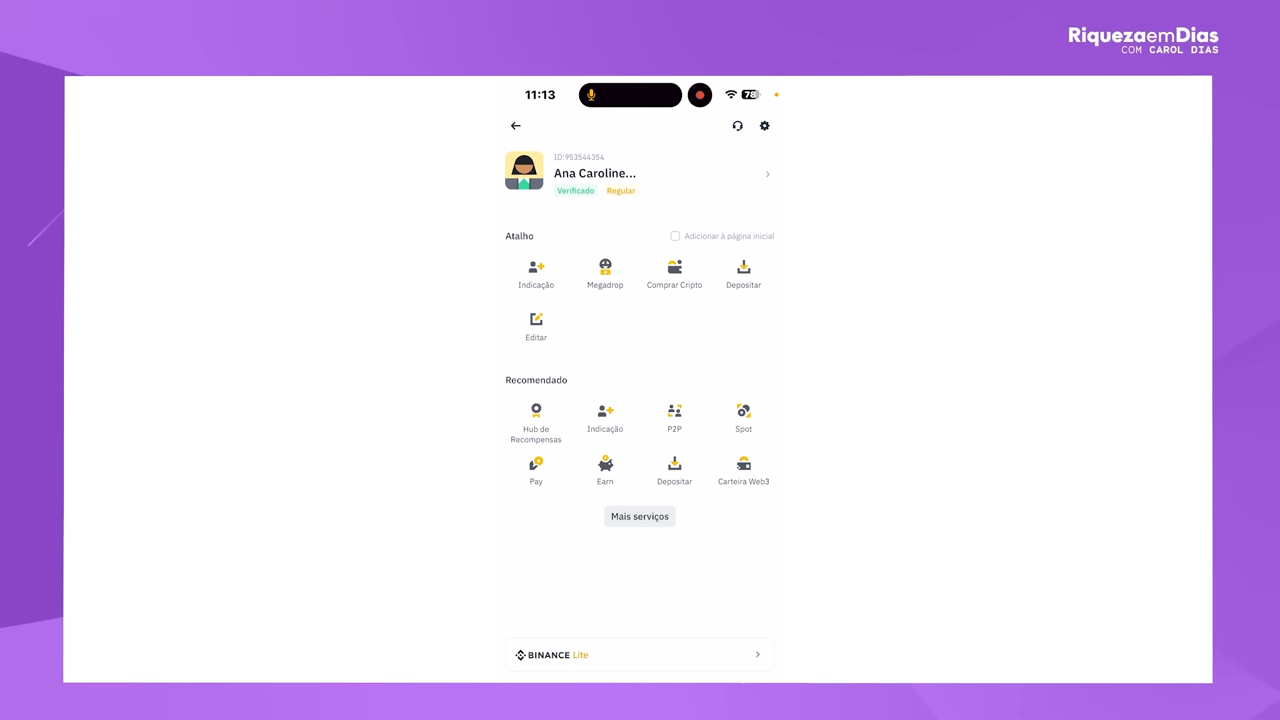 RiquezaemDias
COM CAROL DIAS
11:13
78
ID:953544354
Ana Caroline...
Verificado Regular
Atalho
Adicionar à página inicial
Indicação Megadrop Comprar Cripto Depositar
Editar
Recomendado
Hub de Recompensas Indicação P2P Spot
Pay Earn Depositar Carteira Web3
Mais serviços
BINANCE Lite